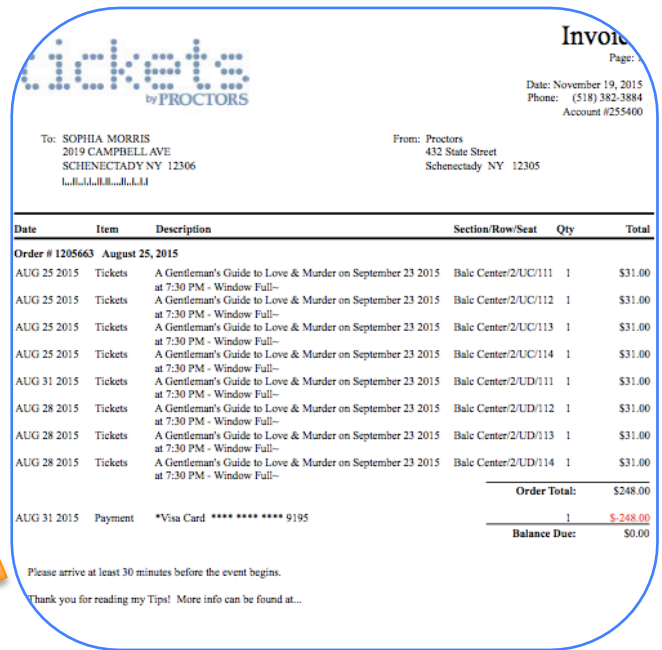 Invoic
tickets
Page:
by PROCTORS
Date: November 19, 2015
Phone: (518) 382-3884
Account #255400
To: SOPHIA MORRIS From: Proctors
2019 CAMPBELL AVE 432 State Street
SCHENECTADY NY 12306 Schenectady NY 12305
Date Item Description Section/Row/Seat Qty Total
Order # 1205663 August 25, 2015
AUG 25 2015 Tickets A Gentleman's Guide to Love & Murder on September 23 2015 Balc Center/2/UC/111 1 $31.00
at 7:30 PM - Window Full~
AUG 25 2015 Tickets A Gentleman's Guide to Love & Murder on September 23 2015 Balc Center/2/UC/112 1 $31.00
at 7:30 PM - Window Full~
AUG 25 2015 Tickets A Gentleman's Guide to Love & Murder on September 23 2015 Balc Center/2/UC/113 1 $31.00
at 7:30 PM - Window Full~
AUG 25 2015 Tickets A Gentleman's Guide to Love & Murder on September 23 2015 Balc Center/2/UC/114 1 $31.00
at 7:30 PM - Window Full~
AUG 31 2015 Tickets A Gentleman's Guide to Love & Murder on September 23 2015 Balc Center/2/UD/111 1 $31.00
at 7:30 PM - Window Full~
AUG 28 2015 Tickets A Gentleman's Guide to Love & Murder on September 23 2015 Balc Center/2/UD/112 1 $31.00
at 7:30 PM - Window Full~
AUG 28 2015 Tickets A Gentleman's Guide to Love & Murder on September 23 2015 Balc Center/2/UD/113 1 $31.00
at 7:30 PM - Window Full~
AUG 28 2015 Tickets A Gentleman's Guide to Love & Murder on September 23 2015 Balc Center/2/UD/114 1 $31.00
at 7:30 PM - Window Full~
Order Total: $248.00
AUG 31 2015 Payment *Visa Card **** **** **** 9195 1 $-248.00
Balance Due: $0.00
Please arrive at least 30 minutes before the event begins.
Thank you for reading my Tips! More info can be found at...